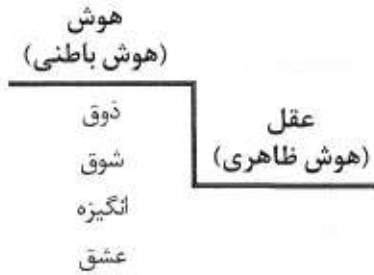 هوش
(هوش باطنی)
ذوق
شوق
انگیزه
عشق
عقل
(هوش ظاهری)